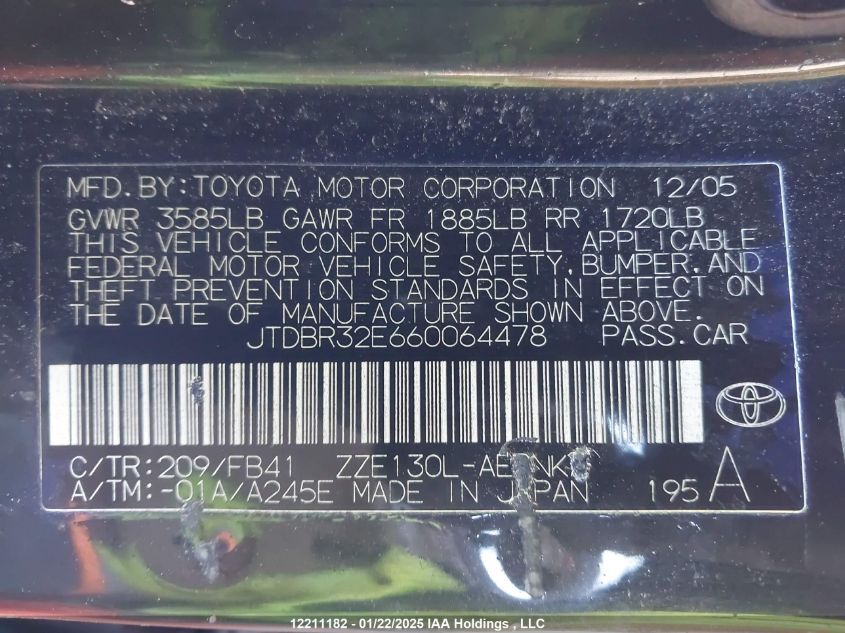 MFD.BY:TOYOTA MOTOR CORPORATION 12/05
GVWR 3585LB GAWR FR 1885LB RR 1720LB
THIS VEHICLE CONFORMS TO ALL APPLICABLE
FEDERAL MOTOR VEHICLE SAFETY,BUMPER,AND
THEFT PREVENTION STANDARDS IN EFFECT ON
THE DATE OF MANUFACTURE SHOWN ABOVE.
JTDBR32E660064478 PASS.CAR
C/TR:209/FB41
A/TM:-01A/A245E MADE IN JAPAN 195 A
12211182 - 01/22/2025 IAA Holdings , LLC